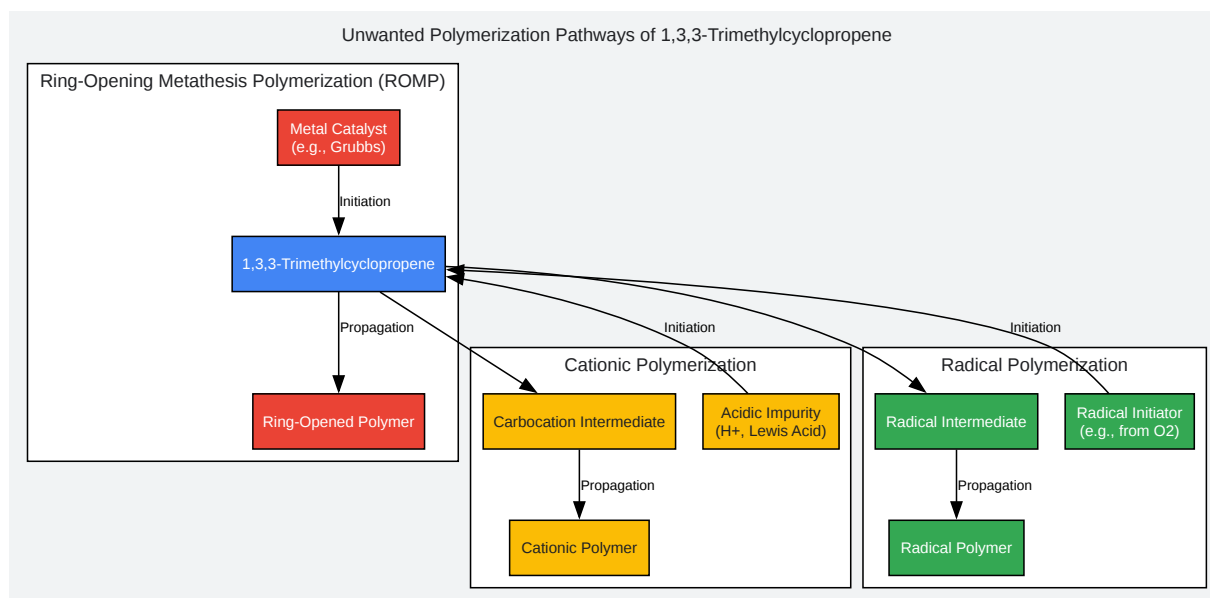 Unwanted Polymerization Pathways of 1,3,3-Trimethylcyclopropene
Ring-Opening Metathesis Polymerization (ROMP)
Metal Catalyst
(e.g., Grubbs)
Initiation
1,3,3-Trimethylcyclopropene
Propagation
Ring-Opened Polymer
Initiation
Cationic Polymerization
Carbocation Intermediate
Acidic Impurity
(H+, Lewis Acid)
Propagation
Cationic Polymer
Initiation
Radical Polymerization
Radical Intermediate
Radical Initiator
(e.g., from O2)
Propagation
Radical Polymer